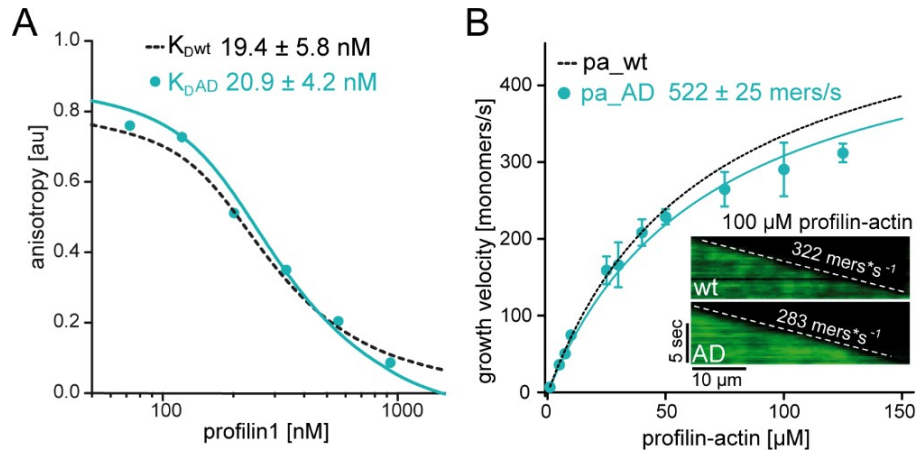 A
K_Dwt 19.4 ± 5.8 nM
K_DAD 20.9 ± 4.2 nM
anisotropy [au]
1.0
0.8
0.6
0.4
0.2
0.0
100
1000
profilin1 [nM]
B
pa_wt
pa_AD 522 ± 25 mers/s
growth velocity [monomers/s]
400
300
200
100
0
0
50
100
150
profilin-actin [µM]
100 µM profilin-actin
322 mers*s⁻¹
wt
283 mers*s⁻¹
AD
5 sec
10 µm